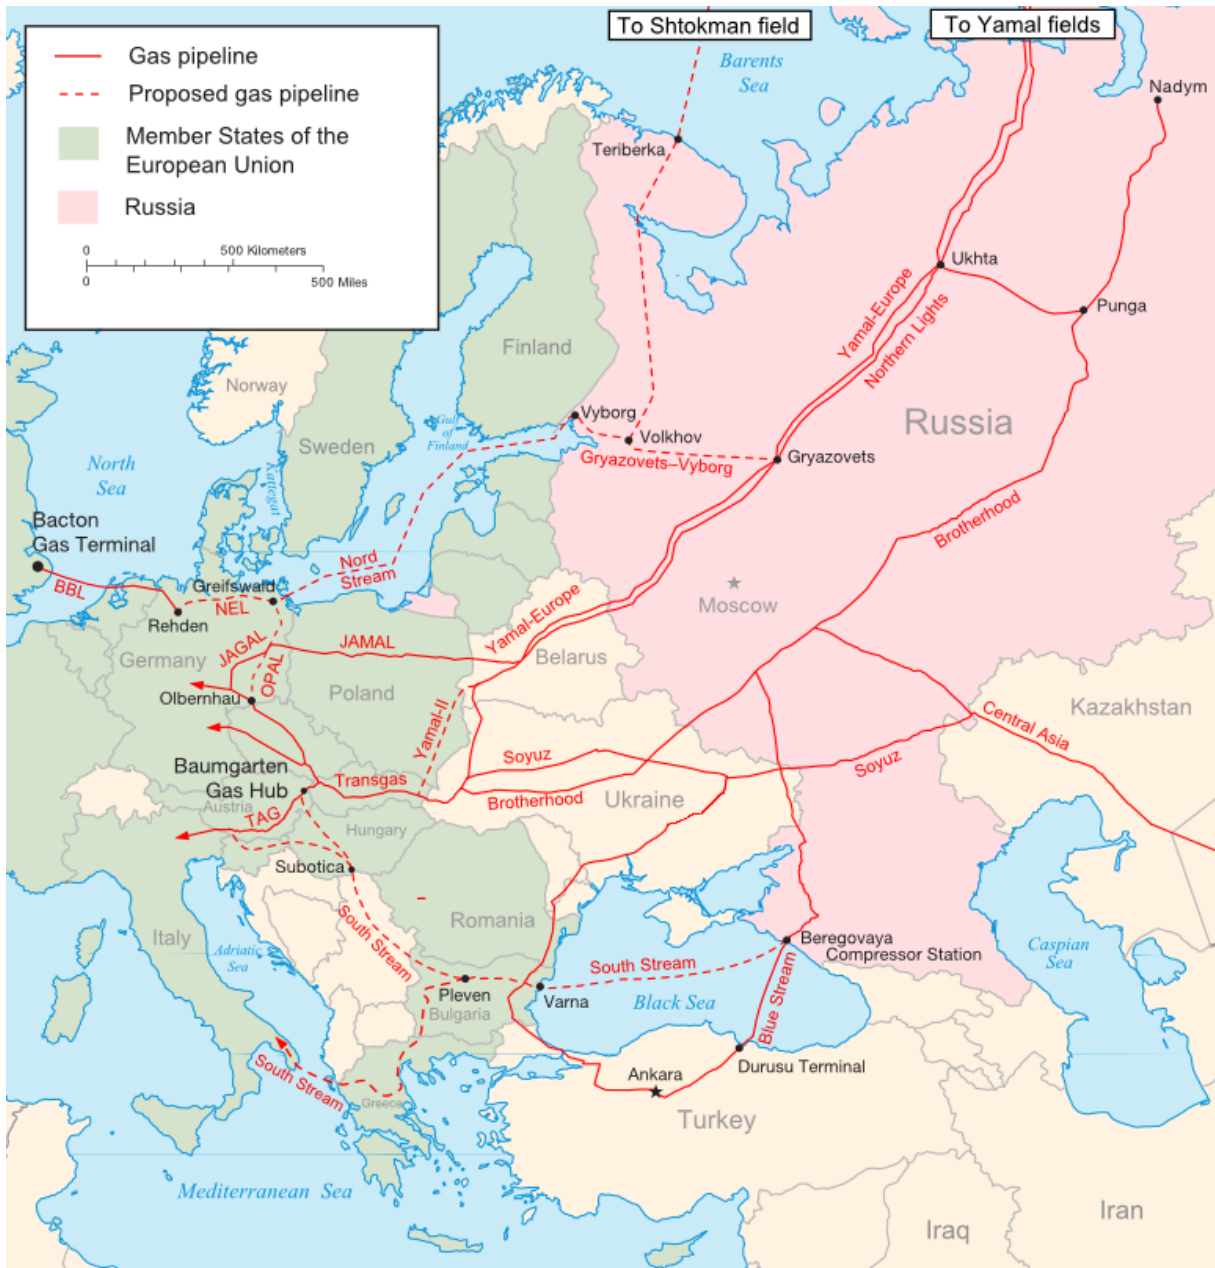 To Shtokman field
To Yamal fields
Gas pipeline
Proposed gas pipeline
Member States of the
European Union
Russia
0
500 Kilometers
0
500 Miles
Barents
Sea
Nadym
Teriberka
Ukhta
Punga
Yamal-Europe
Northern Lights
Finland
Norway
Sweden
Gulf
of
Finland
Vyborg
Volkhov
Gryazovets–Vyborg
Gryazovets
Russia
Brotherhood
North
Sea
Kattegat
Bacton
Gas Terminal
BBL
Nord
Stream
Greifswald
NEL
Rehden
Moscow
Yamal-Europe
JAGAL
JAMAL
OPAL
Germany
Belarus
Poland
Olbernhau
Yamal-II
Kazakhstan
Central Asia
Soyuz
Soyuz
Baumgarten
Gas Hub
Transgas
Brotherhood
Ukraine
Austria
TAG
Hungary
Subotica
Romania
South Stream
Italy
Adriatic
Sea
Beregovaya
Compressor Station
Caspian
Sea
South Stream
Pleven
Bulgaria
Varna
Black Sea
Blue Stream
South Stream
Greece
Ankara
Durusu Terminal
Turkey
Mediterranean Sea
Iraq
Iran